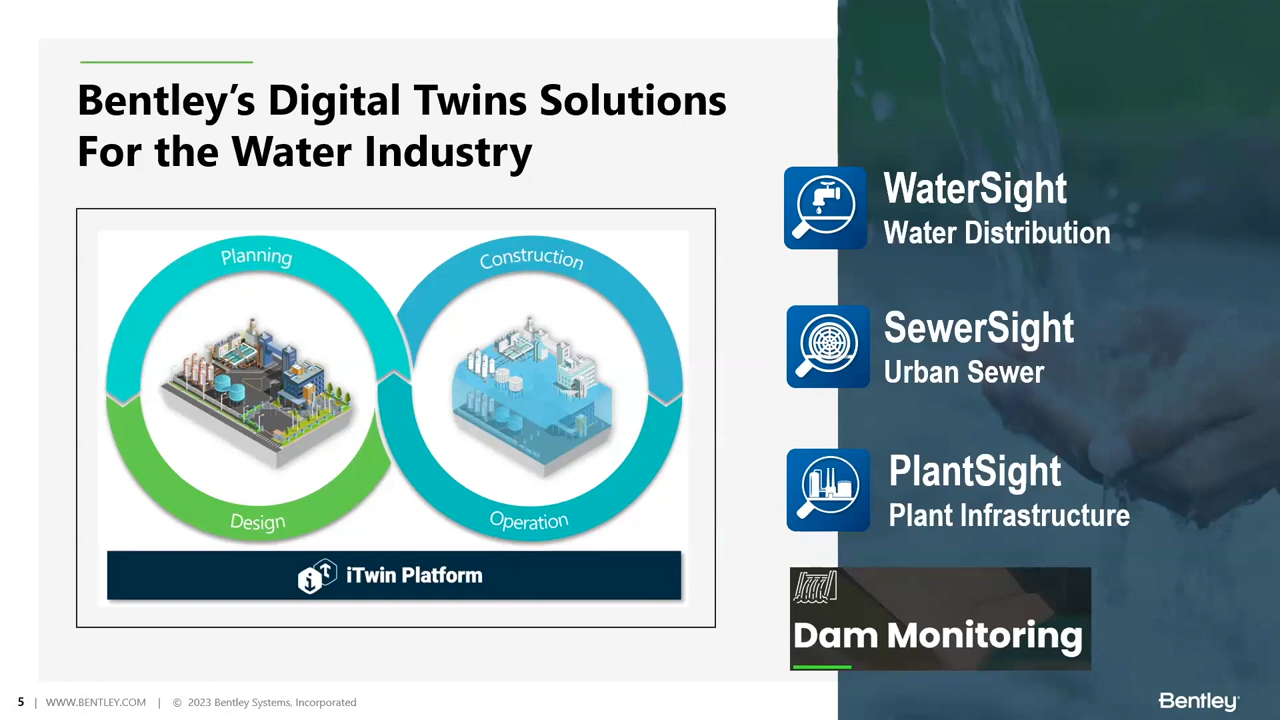 Bentley’s Digital Twins Solutions
For the Water Industry
Planning
Construction
Design
Operation
iTwin Platform
WaterSight
Water Distribution
SewerSight
Urban Sewer
PlantSight
Plant Infrastructure
Dam Monitoring
5 | WWW.BENTLEY.COM | © 2023 Bentley Systems, Incorporated
Bentley